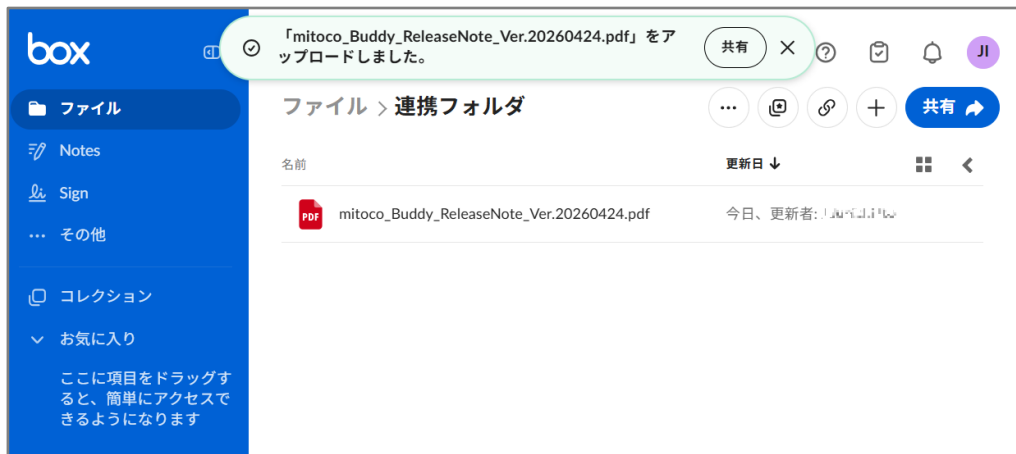 box
「mitoco_Buddy_ReleaseNote_Ver.20260424.pdf」をア
ップロードしました。
共有
JI
ファイル
Notes
Sign
その他
コレクション
お気に入り
ここに項目をドラッグす
ると、簡単にアクセスで
きるようになります
ファイル > 連携フォルダ
共有
名前
更新日 ↓
PDF
mitoco_Buddy_ReleaseNote_Ver.20260424.pdf
今日、更新者: